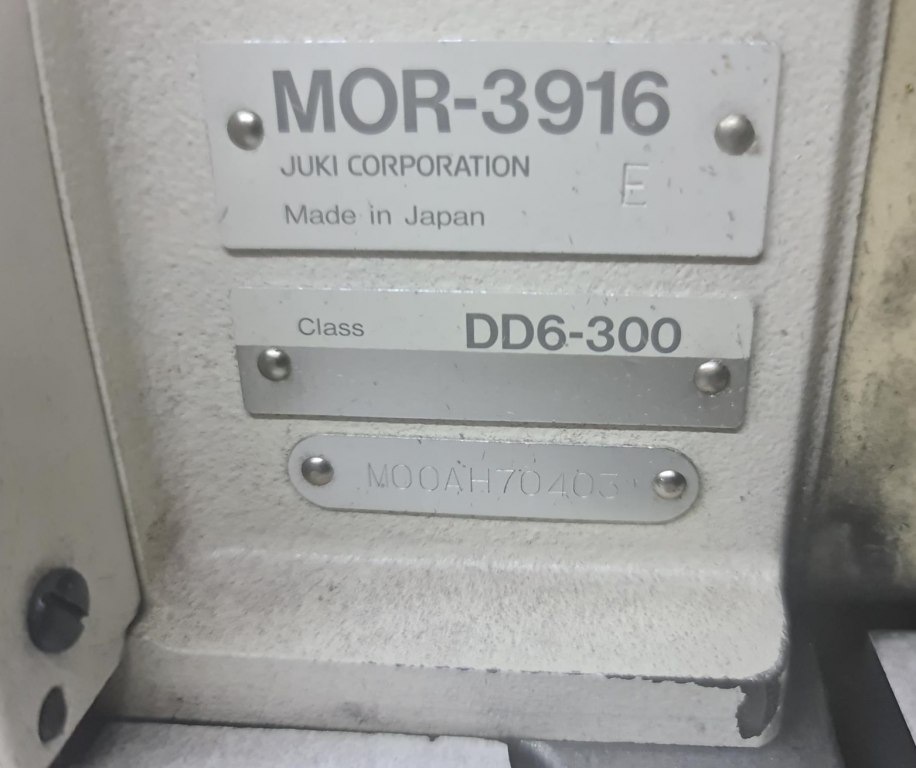 MOR-3916
JUKI CORPORATION
E
Made in Japan
Class DD6-300
M00AH70403